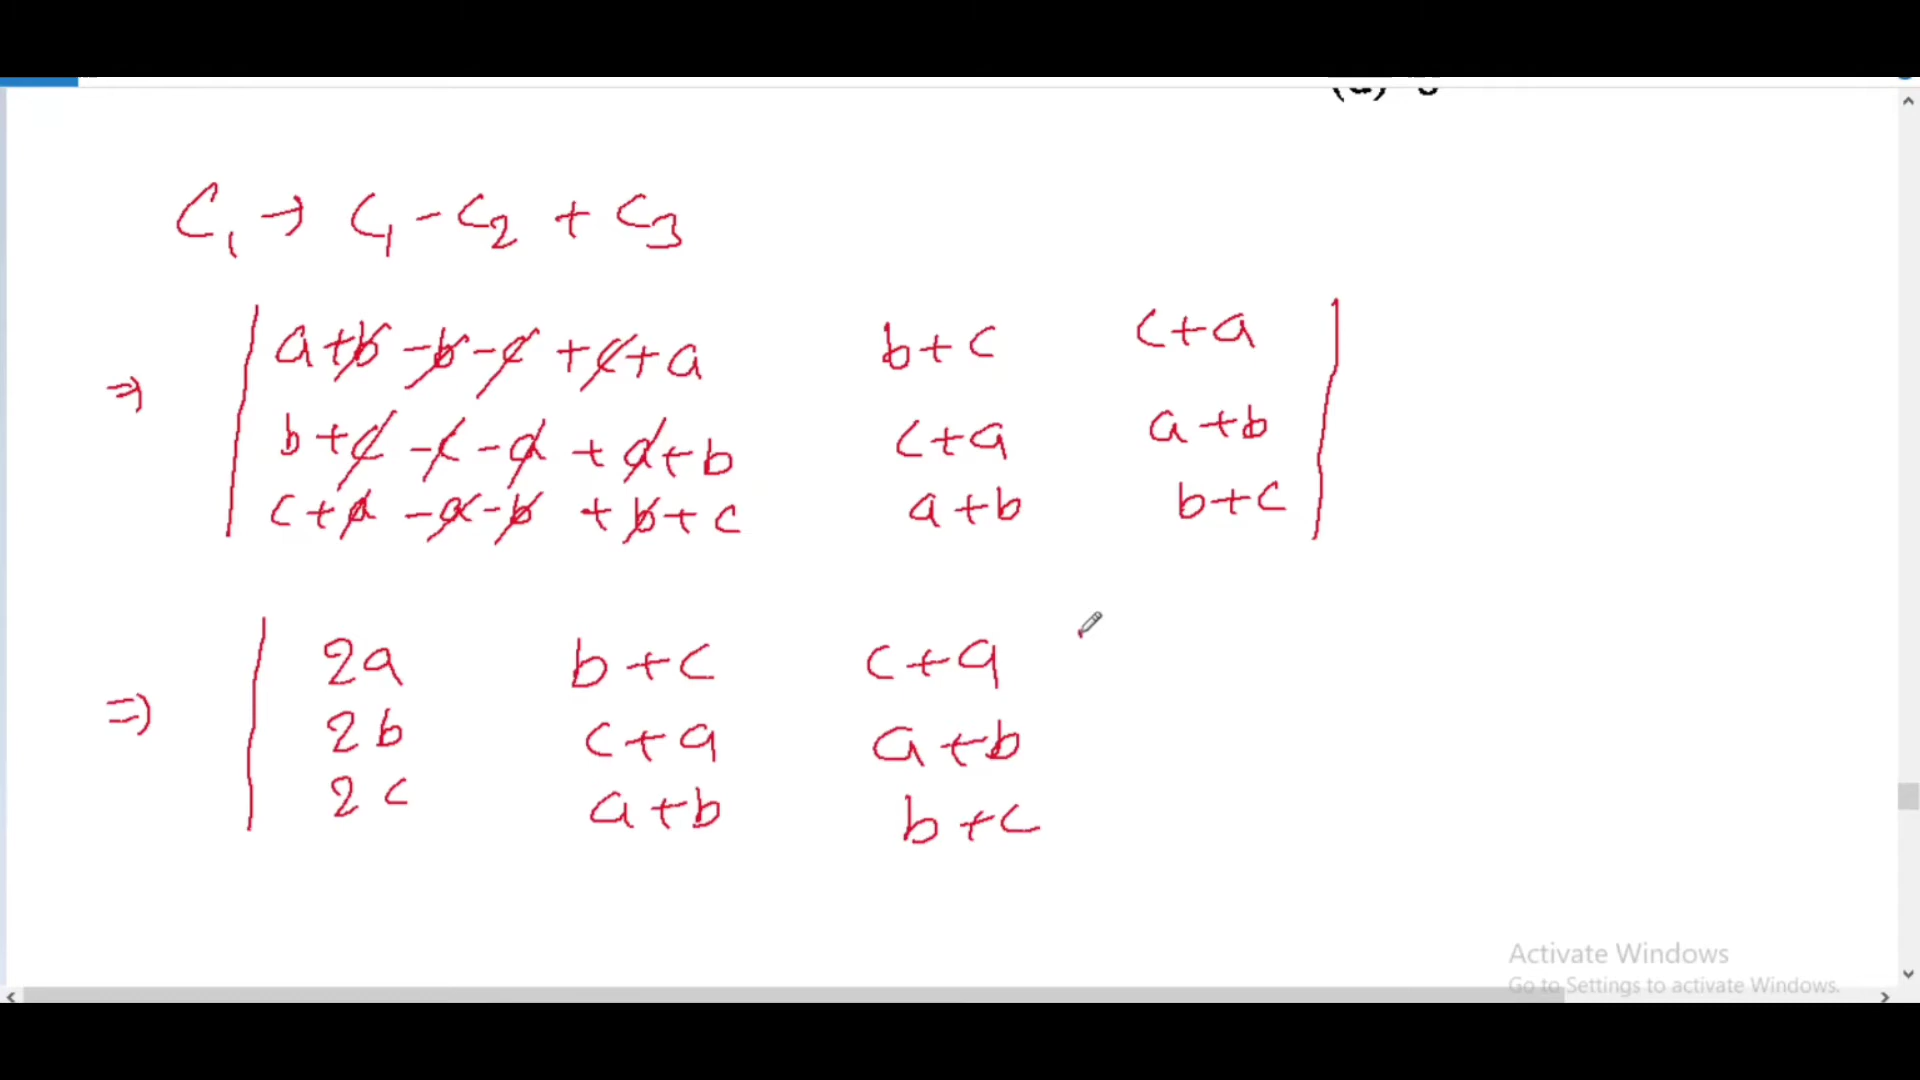 C₁ → C₁ - C₂ + C₃
⇒ | a+b -b-c +c+a b+c c+a |
b+c -c-a +a+b c+a a+b
c+a -a-b +b+c a+b b+c
⇒ | 2a b+c c+a
2b c+a a+b
2c a+b b+c
Activate Windows
Go to Settings to activate Windows.